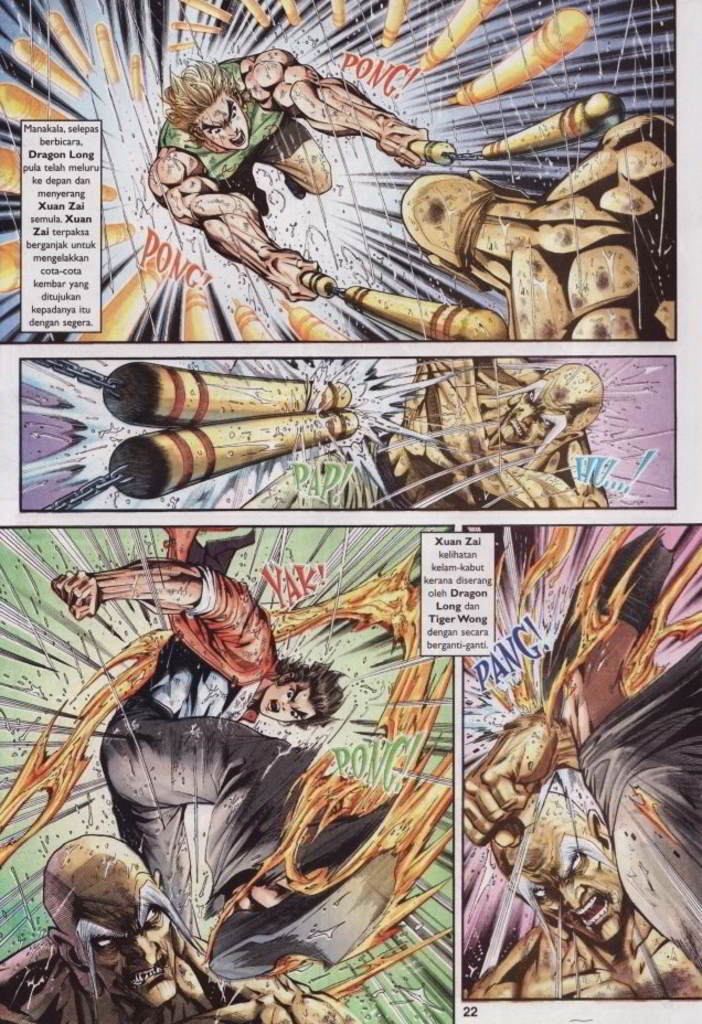 PONG!
Manakala, selepas
berbicara,
Dragon Long
pula telah meluru
ke depan dan
menyerang
Xuan Zai
semula. Xuan
Zai terpaksa
berganjak untuk
mengelakkan
cota-cota
kembar yang
ditujukan
kepadanya itu
dengan segera.
PONG!
PAP!
HU....!
YAK!
PONG!
Xuan Zai
kelihatan
kelam-kabut
kerana diserang
oleh Dragon
Long dan
Tiger Wong
dengan secara
berganti-ganti.
PANG!
22